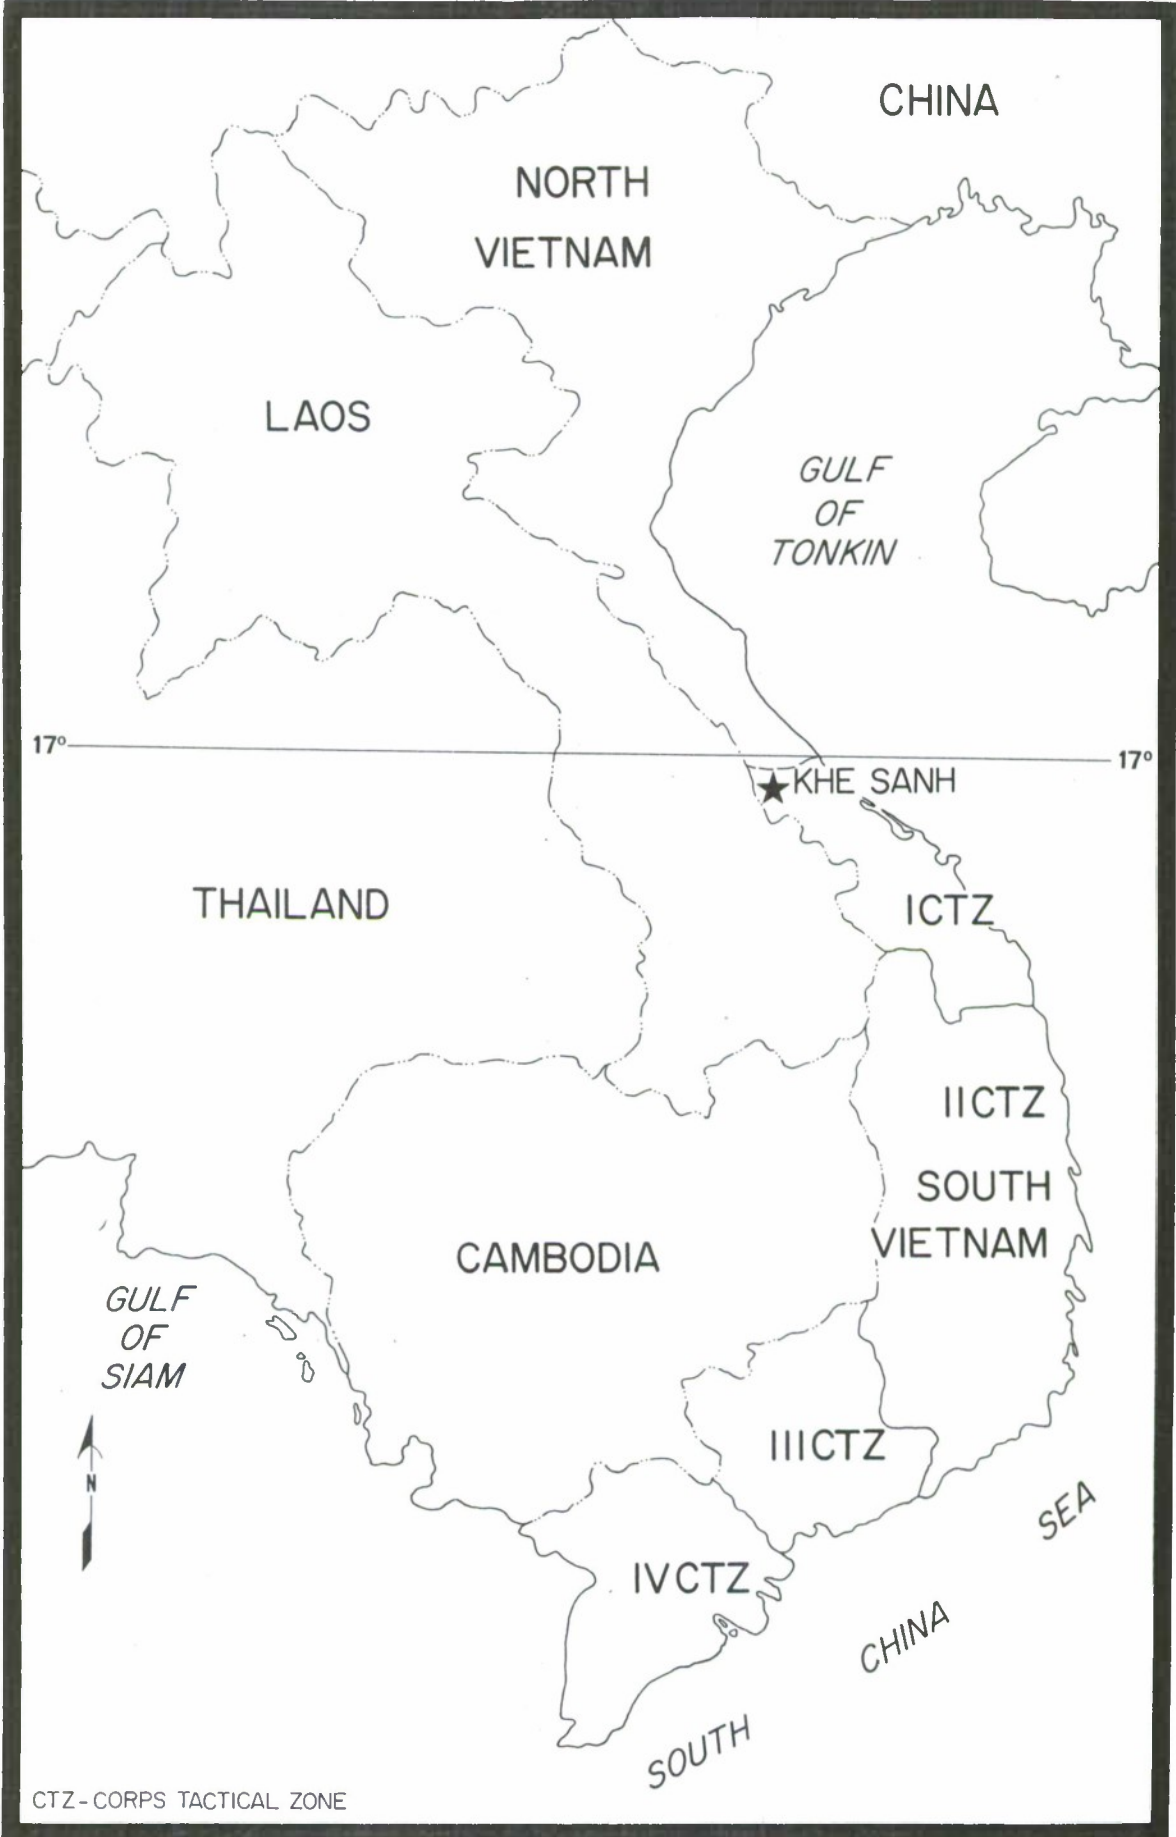 CHINA
NORTH
VIETNAM
LAOS
GULF
OF
TONKIN
17°
17°
KHE SANH
THAILAND
ICTZ
IICTZ
SOUTH
VIETNAM
CAMBODIA
GULF
OF
SIAM
N
IIICTZ
IVCTZ
SOUTH CHINA SEA
CTZ-CORPS TACTICAL ZONE